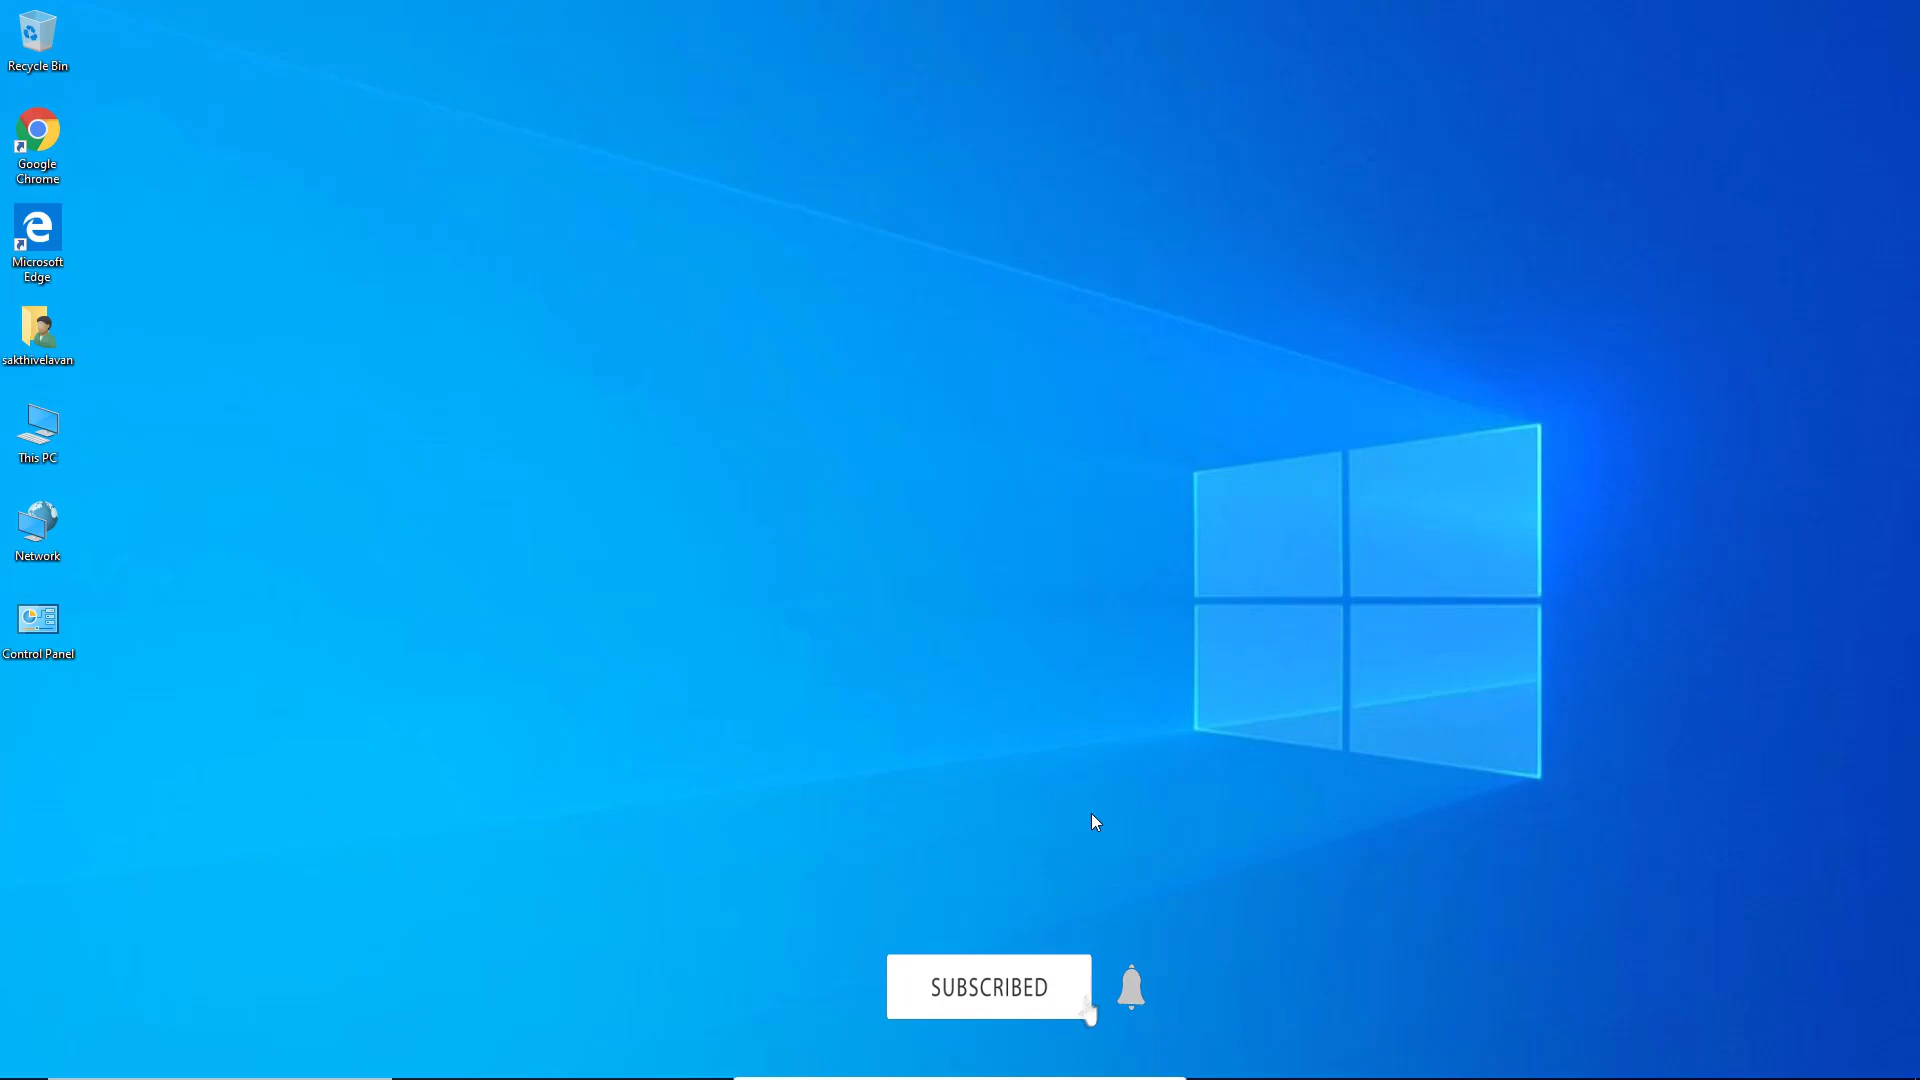 Recycle Bin
Google
Chrome
Microsoft
Edge
sakthivelavan
This PC
Network
Control Panel
SUBSCRIBED